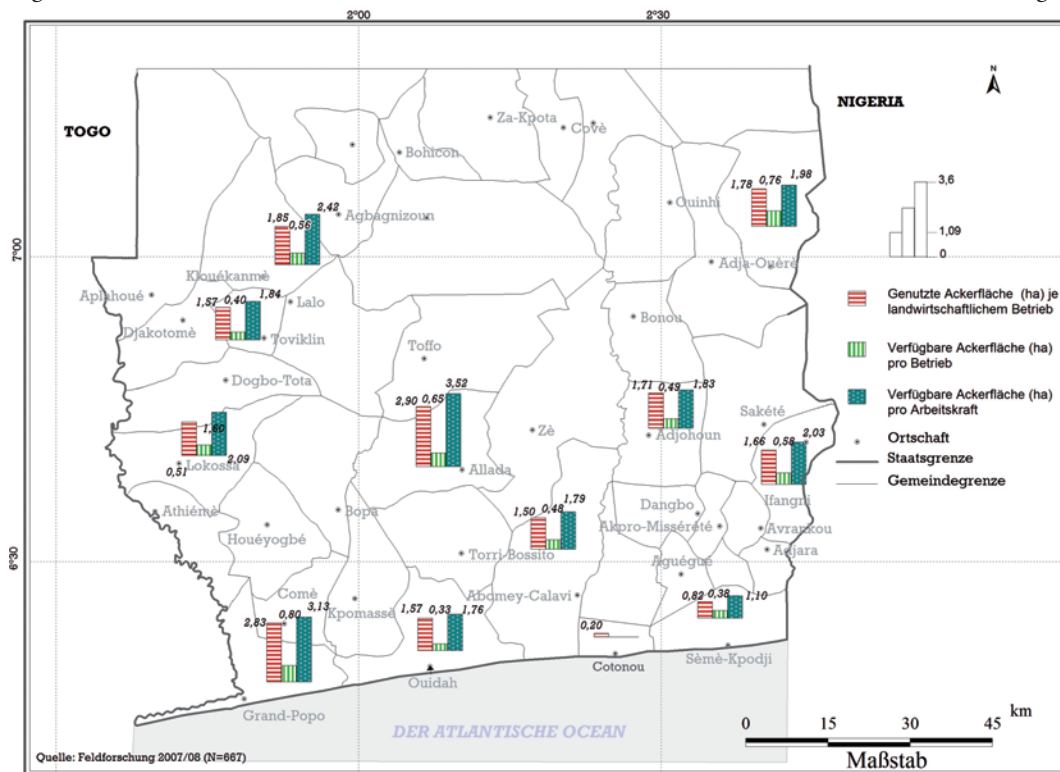 2°00 2°30
N
TOGO
NIGERIA
Za-Kpota
Covè
Bohicon
Agbagnizoun
Ouinhi
1,78 0,76 1,98
3,6
1,09
0
1,85 0,56 2,42
7°00
Adja-Ouèrè
Klouékanmè
Aplahoué
Lalo
1,57 0,40 1,84
Djakotomè
Toviklin
Bonou
Toffo
Dogbo-Tota
Genutzte Ackerfläche (ha) je
landwirtschaftlichem Betrieb
Verfügbare Ackerfläche (ha)
pro Betrieb
Verfügbare Ackerfläche (ha)
pro Arbeitskraft
Ortschaft
Staatsgrenze
Gemeindegrenze
2,90 0,65 3,52
1,71 0,49 1,83
Sakété
Zè
Adjohoun
1,66 0,58 2,03
1,60
2,09
Lokossa
0,51
Allada
Ifangni
Athiémè
Bopa
Houéyogbé
1,50 0,48 1,79
Dangbo
Akpro-Missérété
Avrankou
Adjara
6°30
Torri-Bossito
Aguégué
Comè
Kpomassè
Abomey-Calavi
2,83 0,80 3,13
1,57 0,33 1,76
0,82 0,38 1,10
0,20
Cotonou
Sèmè-Kpodji
Ouidah
Grand-Popo
DER ATLANTISCHE OCEAN
0 15 30 45 km
Maßstab
Quelle: Feldforschung 2007/08 (N=667)